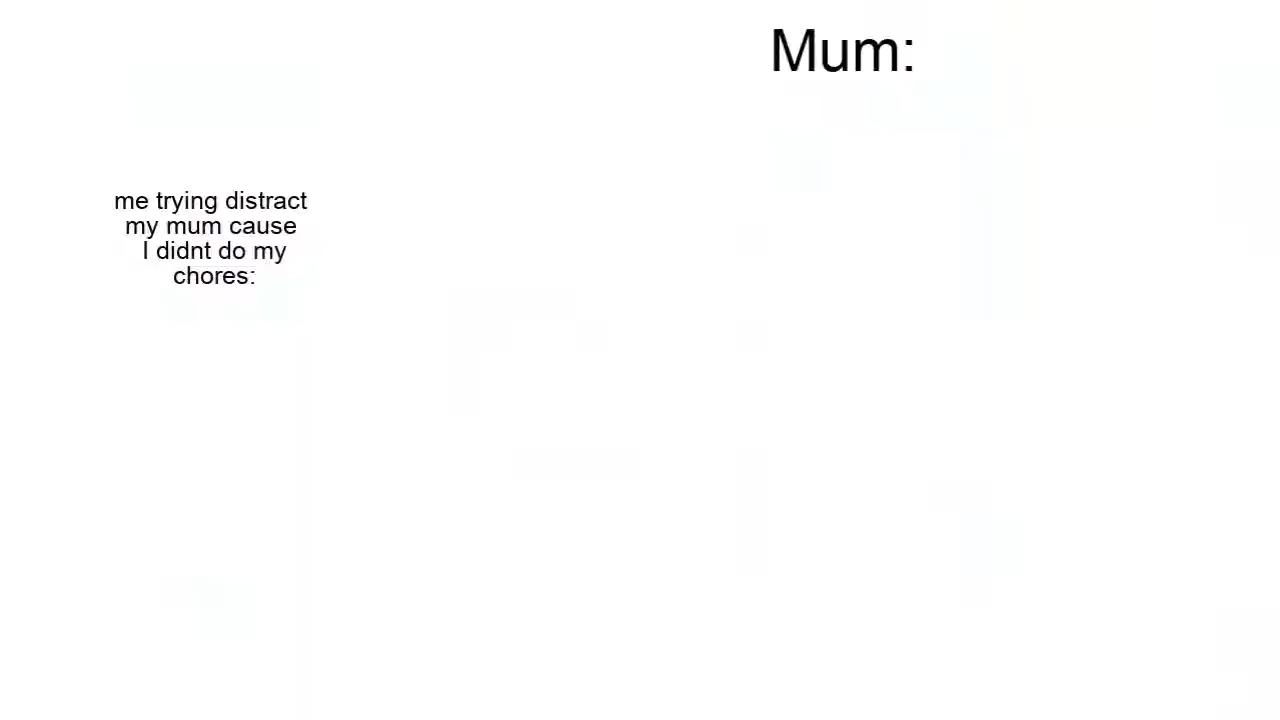 Mum:
me trying distract
my mum cause
I didnt do my
chores: